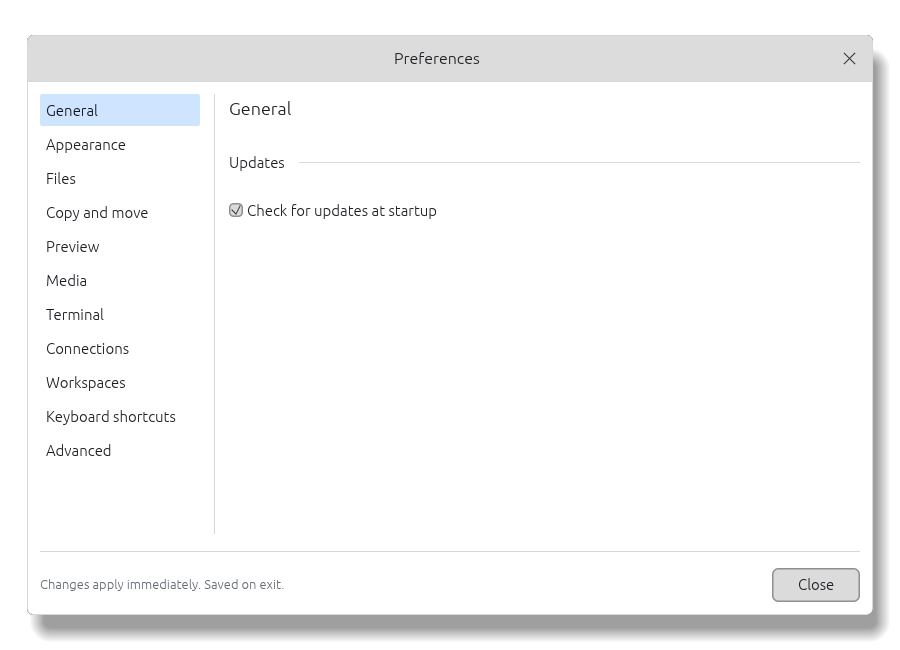 Preferences
General
Appearance
Files
Copy and move
Preview
Media
Terminal
Connections
Workspaces
Keyboard shortcuts
Advanced
General
Updates
Check for updates at startup
Changes apply immediately. Saved on exit.
Close